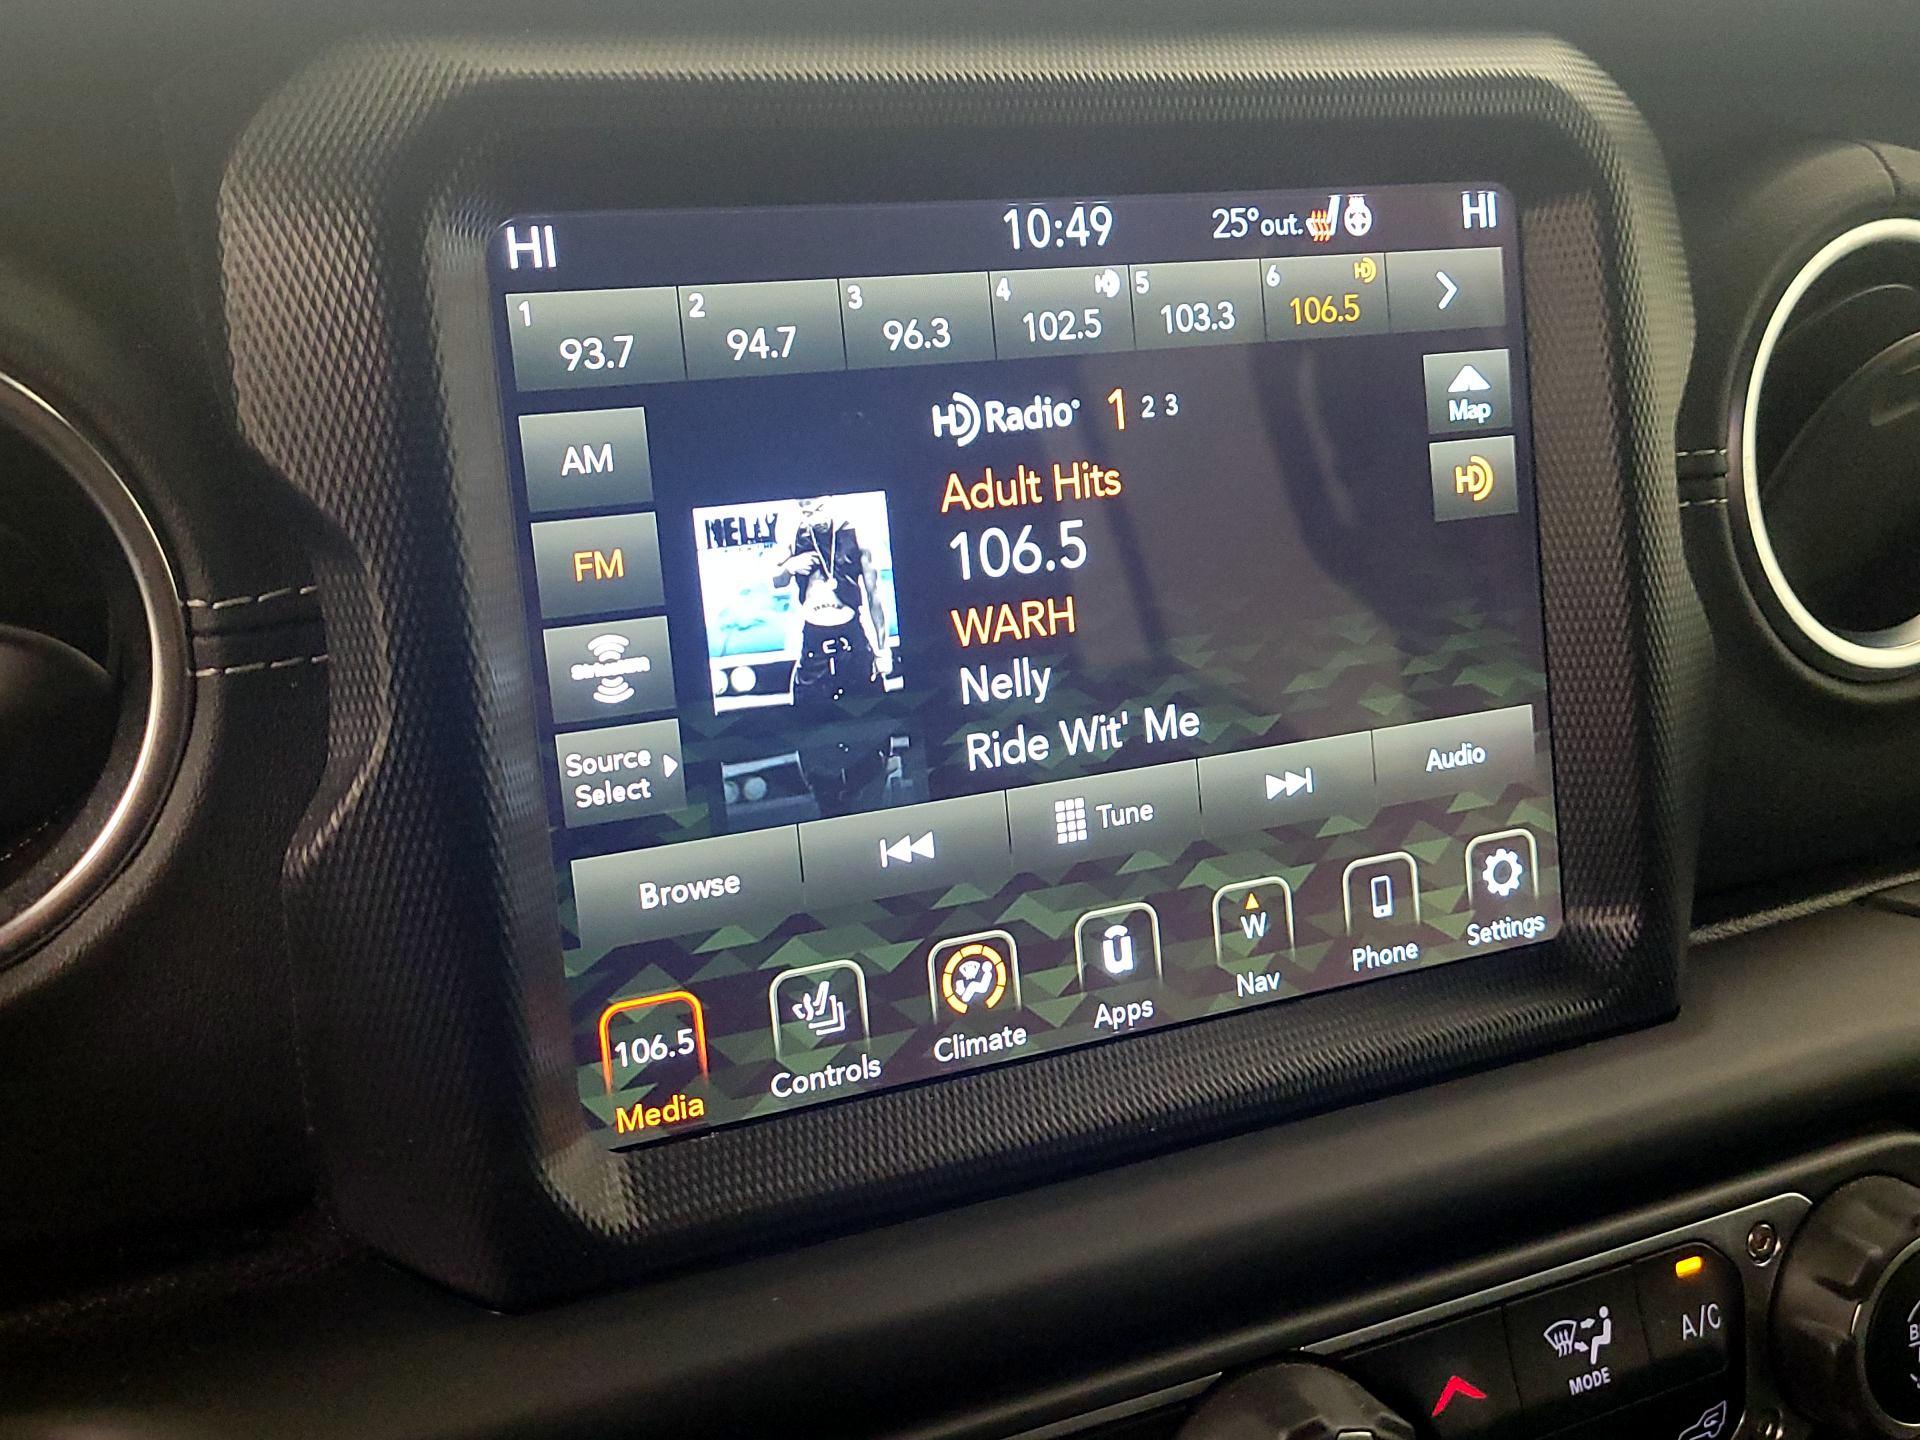 HI
10:49
25° out.
HI
1
93.7
2
94.7
3
96.3
4
HD
102.5
5
103.3
6
HD
106.5
HD Radio® 1 2 3
Map
AM
HD
Adult Hits
NELLY
106.5
FM
WARH
Nelly
Source
Select
Ride Wit' Me
Browse
Tune
Audio
106.5
Media
Controls
Climate
Apps
W
Nav
Phone
Settings
MODE
A/C